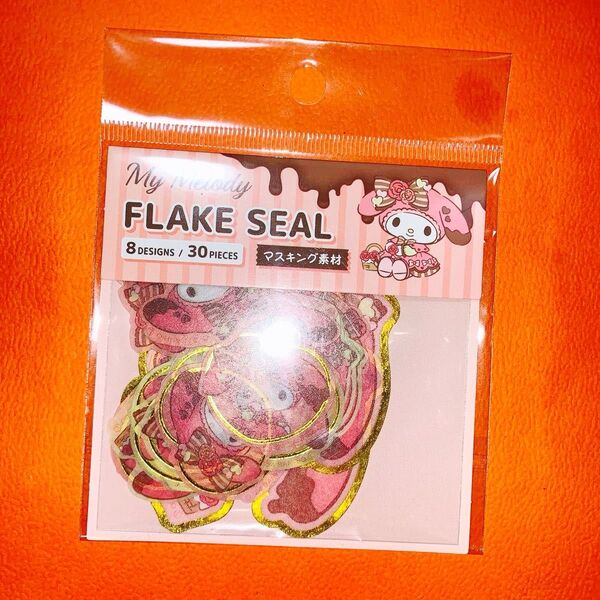 My Melody
FLAKE SEAL
8 DESIGNS / 30 PIECES
マスキング素材